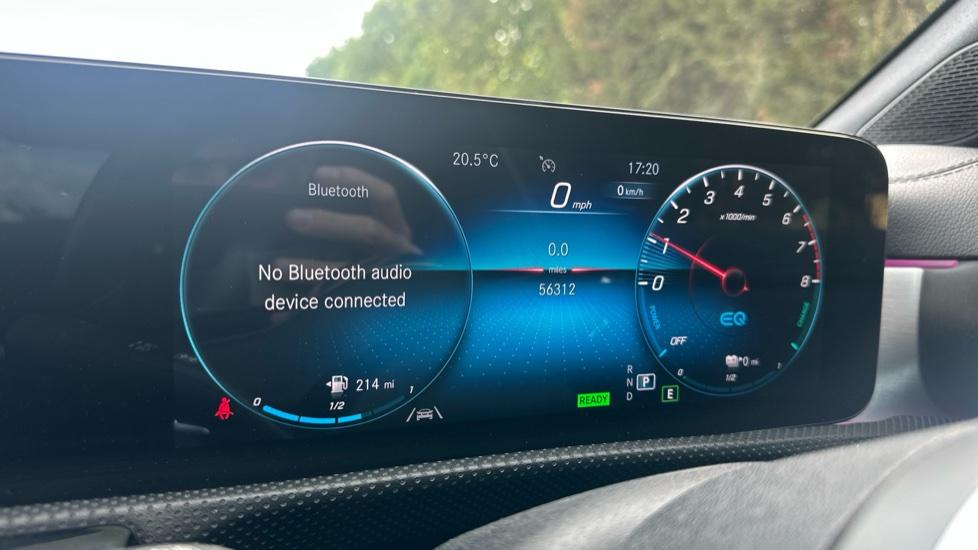 Bluetooth
No Bluetooth audio
device connected
214 mi
0 1/2 1
20.5°C
17:20
0 mph
0 km/h
0.0
miles
56312
READY
R
N
P
D
E
0 1 2 3 4 5 6 7 8
x1000/min
EQ
POWER
OFF
CHARGE
0 mi
0 1/2 1